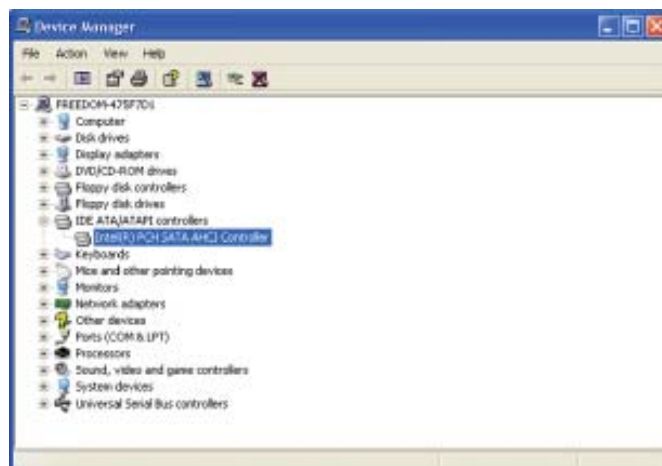 Device Manager
File Action View Help
FREEDOM-475F7D1
Computer
Disk drives
Display adapters
DVD/CD-ROM drives
Floppy disk controllers
Floppy disk drives
IDE ATA/ATAPI controllers
Intel(R) PCH SATA AHCI Controller
Keyboards
Mice and other pointing devices
Monitors
Network adapters
Other devices
Ports (COM & LPT)
Processors
Sound, video and game controllers
System devices
Universal Serial Bus controllers